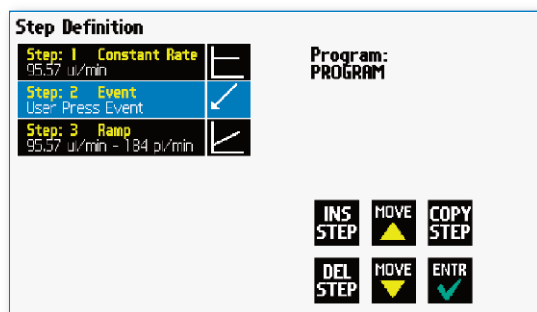 Step Definition
Step: 1 Constant Rate
95.57 ul/min
Step: 2 Event
User Press Event
Step: 3 Ramp
95.57 ul/min - 184 pl/min
Program:
PROGRAM
INS STEP
MOVE
COPY STEP
DEL STEP
MOVE
ENTR